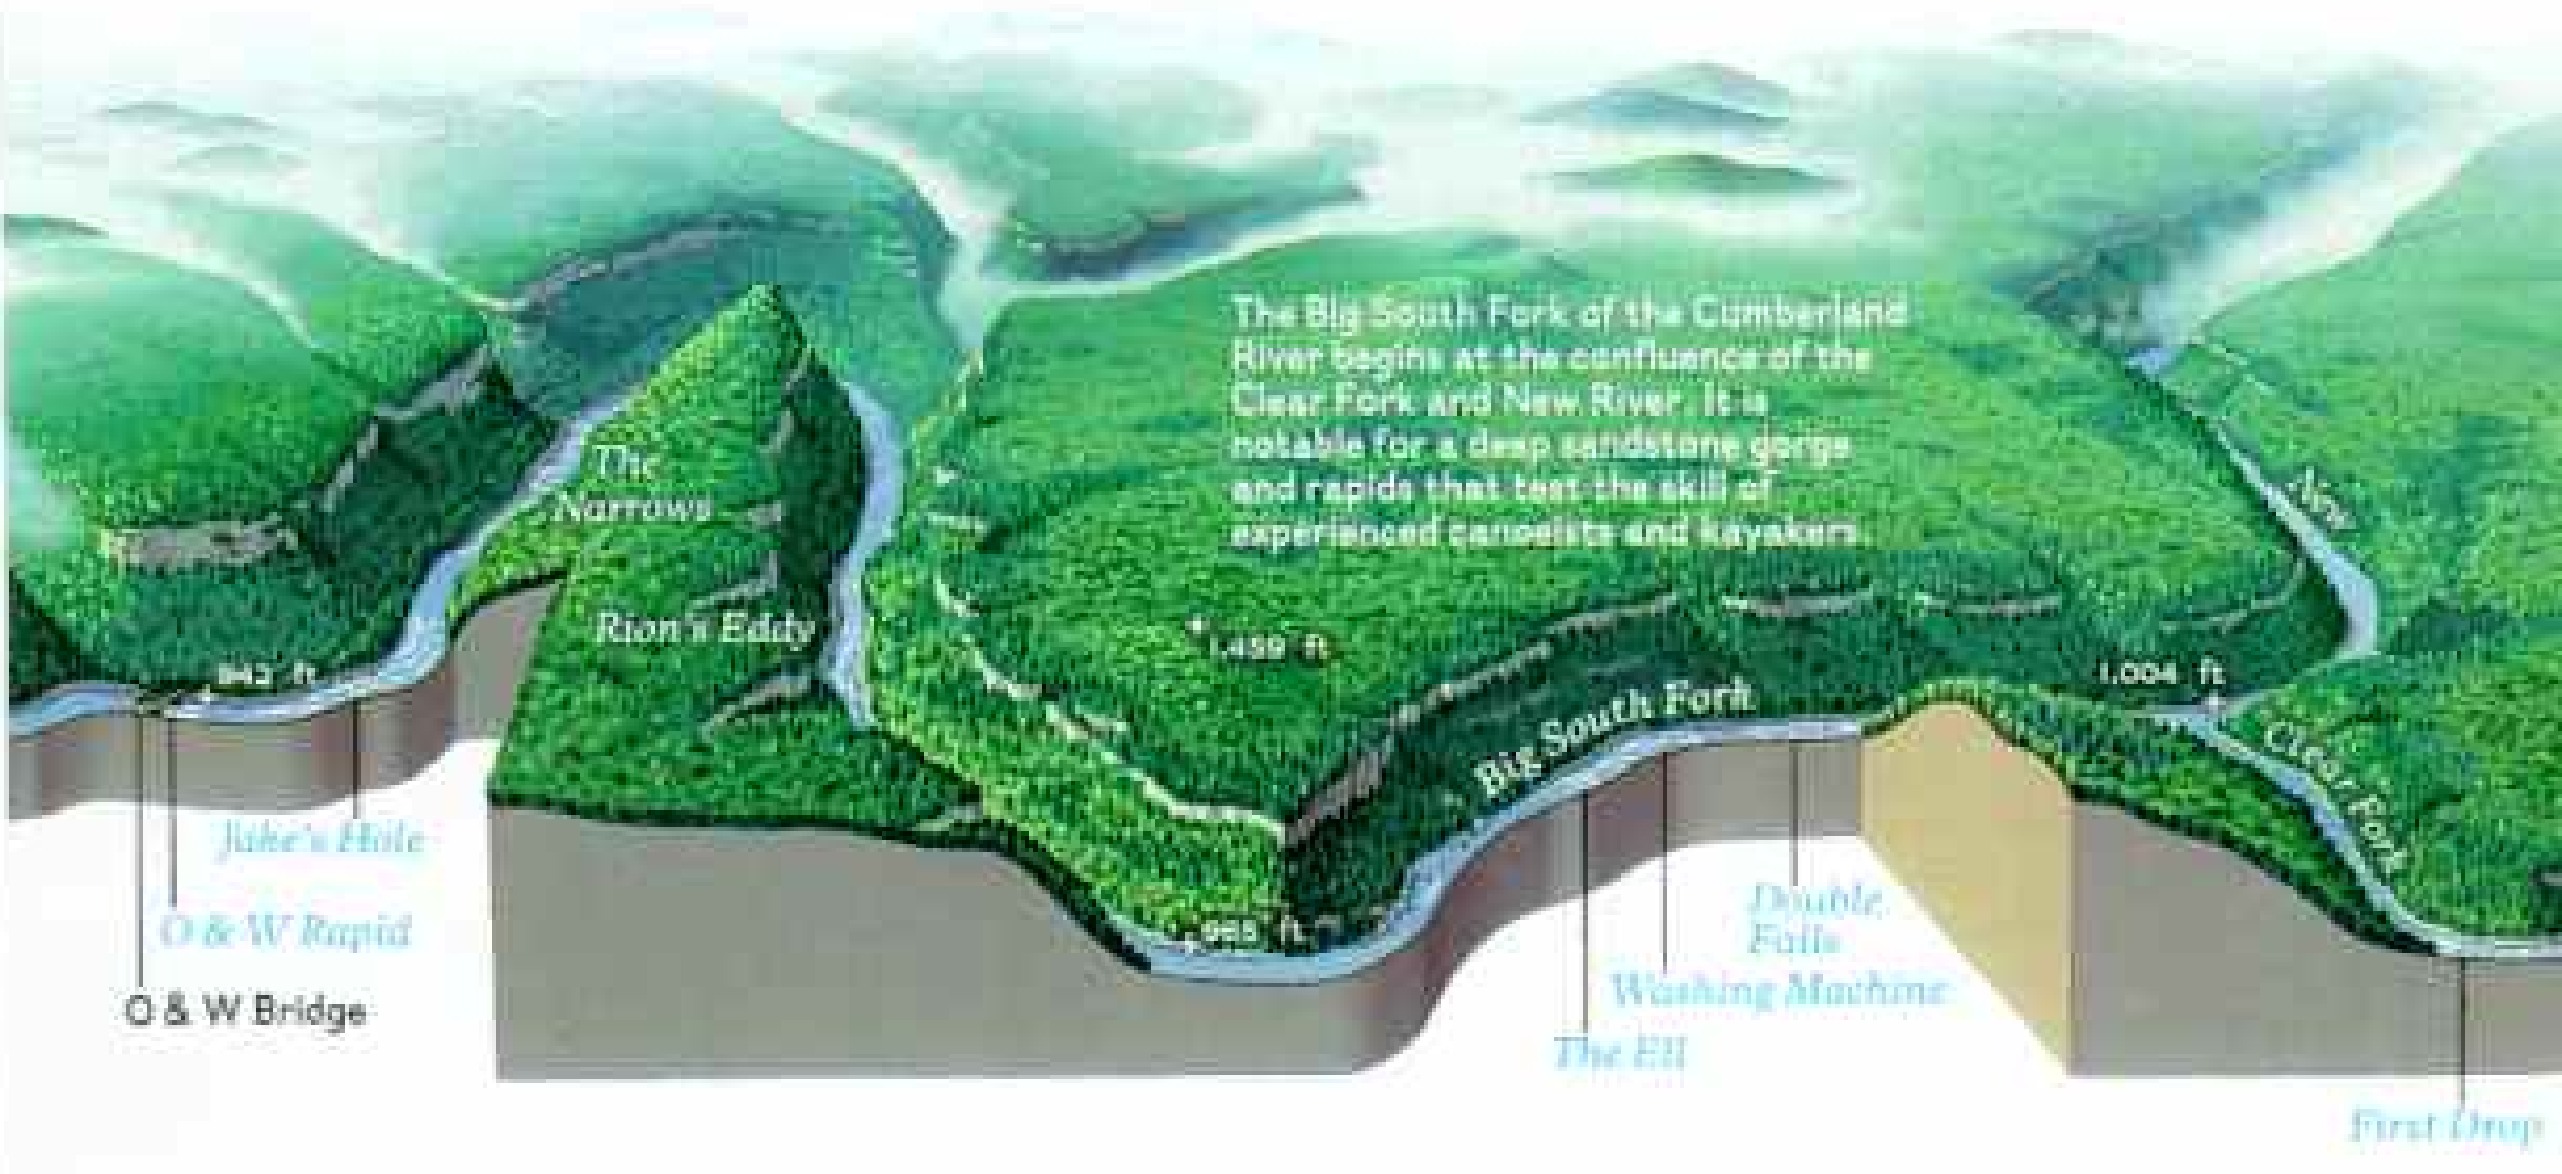 The Big South Fork of the Cumberland
River begins at the confluence of the
Clear Fork and New River. It is
notable for a deep sandstone gorge
and rapids that test the skill of
experienced canoeists and kayakers.
The
Narrows
New
Rion's Eddy
1,459 ft
942 ft
1,004 ft
Big South Fork
Clear Fork
Jake's Hole
Double
Falls
O & W Rapid
965 ft
Washing Machine
O & W Bridge
The Ell
First Drop